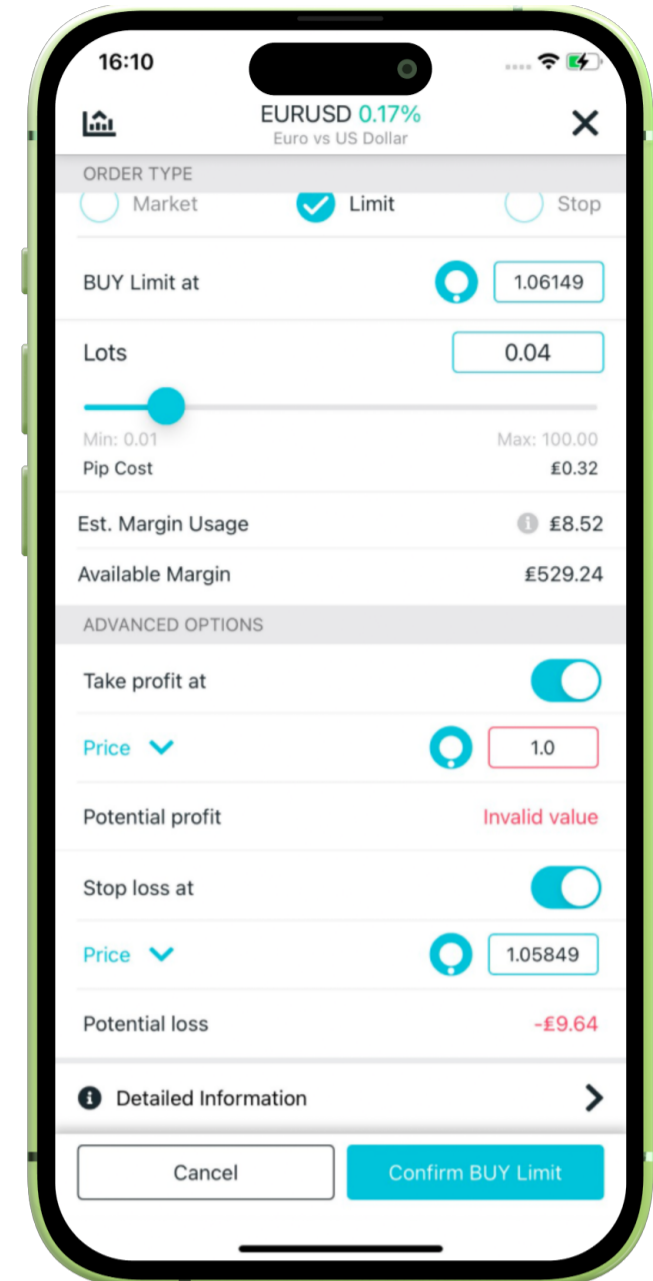 16:10
EURUSD 0.17%
Euro vs US Dollar
ORDER TYPE
Market Limit Stop
BUY Limit at 1.06149
Lots 0.04
Min: 0.01 Max: 100.00
Pip Cost £0.32
Est. Margin Usage £8.52
Available Margin £529.24
ADVANCED OPTIONS
Take profit at
Price 1.0
Potential profit Invalid value
Stop loss at
Price 1.05849
Potential loss -£9.64
Detailed Information
Cancel Confirm BUY Limit